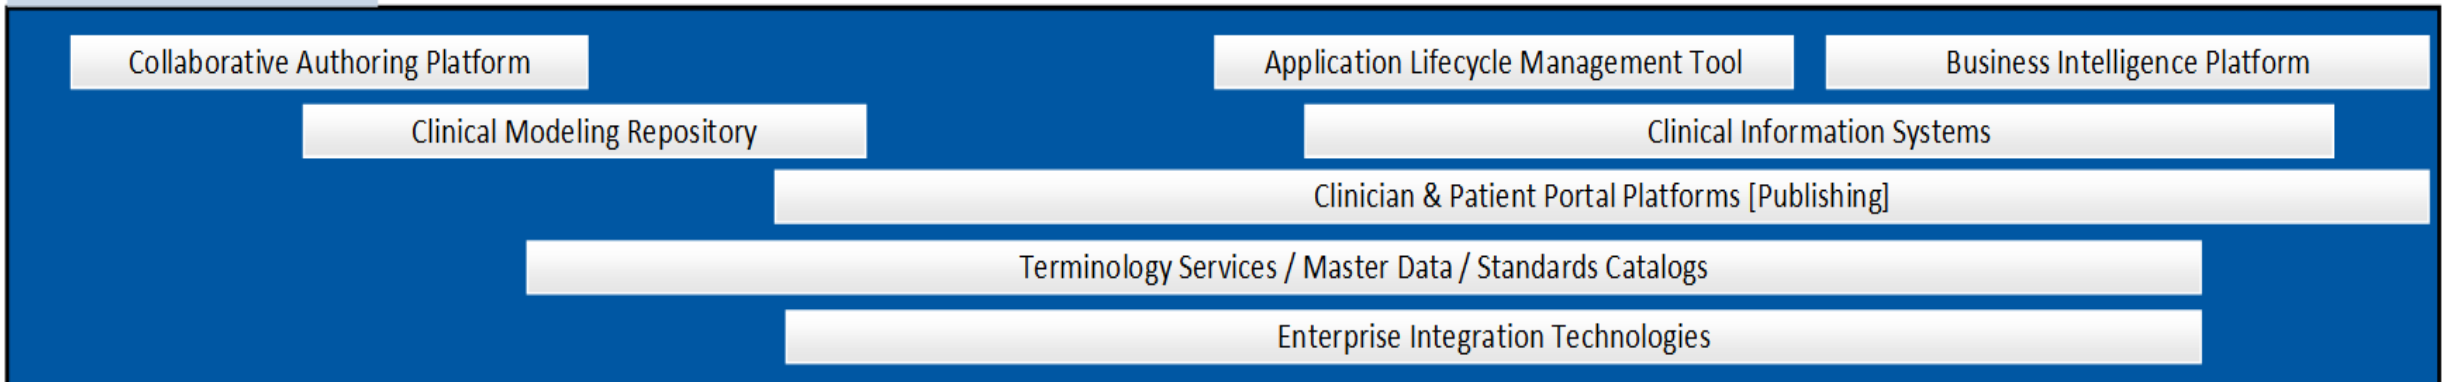 Collaborative Authoring Platform
Application Lifecycle Management Tool
Business Intelligence Platform
Clinical Modeling Repository
Clinical Information Systems
Clinician & Patient Portal Platforms [Publishing]
Terminology Services / Master Data / Standards Catalogs
Enterprise Integration Technologies